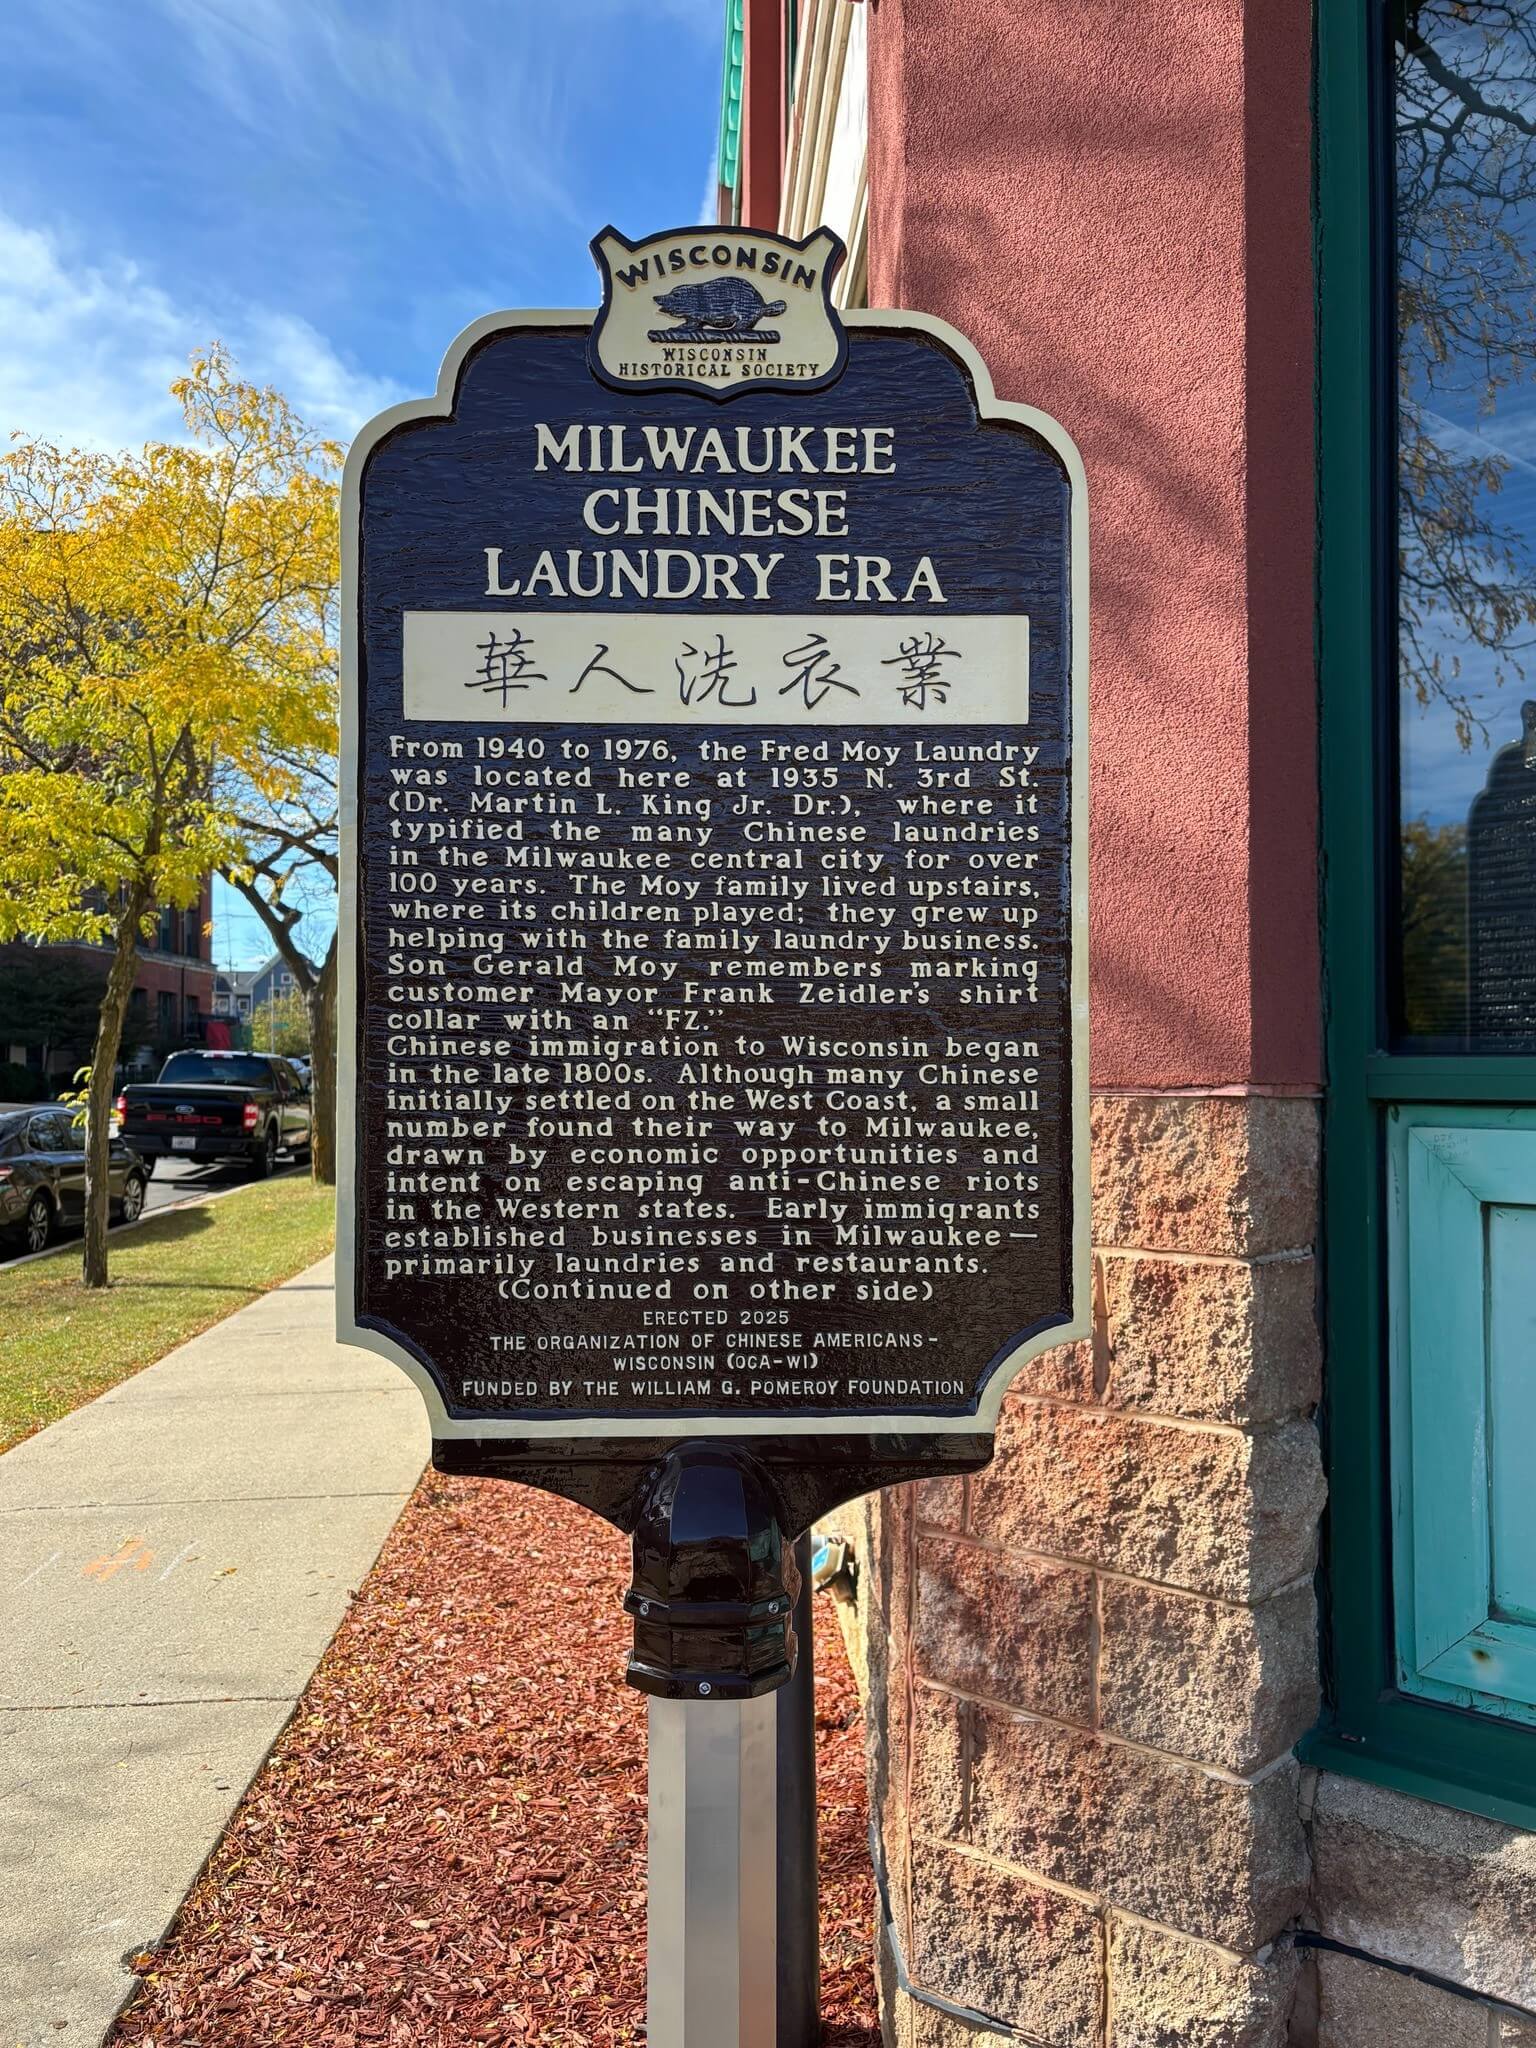 WISCONSIN
WISCONSIN
HISTORICAL SOCIETY
MILWAUKEE
CHINESE
LAUNDRY ERA
華人洗衣業
From 1940 to 1976, the Fred Moy Laundry
was located here at 1935 N. 3rd St.
(Dr. Martin L. King Jr. Dr.), where it
typified the many Chinese laundries
in the Milwaukee central city for over
100 years. The Moy family lived upstairs,
where its children played; they grew up
helping with the family laundry business.
Son Gerald Moy remembers marking
customer Mayor Frank Zeidler's shirt
collar with an "FZ."
Chinese immigration to Wisconsin began
in the late 1800s. Although many Chinese
initially settled on the West Coast, a small
number found their way to Milwaukee,
drawn by economic opportunities and
intent on escaping anti-Chinese riots
in the Western states. Early immigrants
established businesses in Milwaukee—
primarily laundries and restaurants.
(Continued on other side)
ERECTED 2025
THE ORGANIZATION OF CHINESE AMERICANS-
WISCONSIN (OCA-WI)
FUNDED BY THE WILLIAM G. POMEROY FOUNDATION